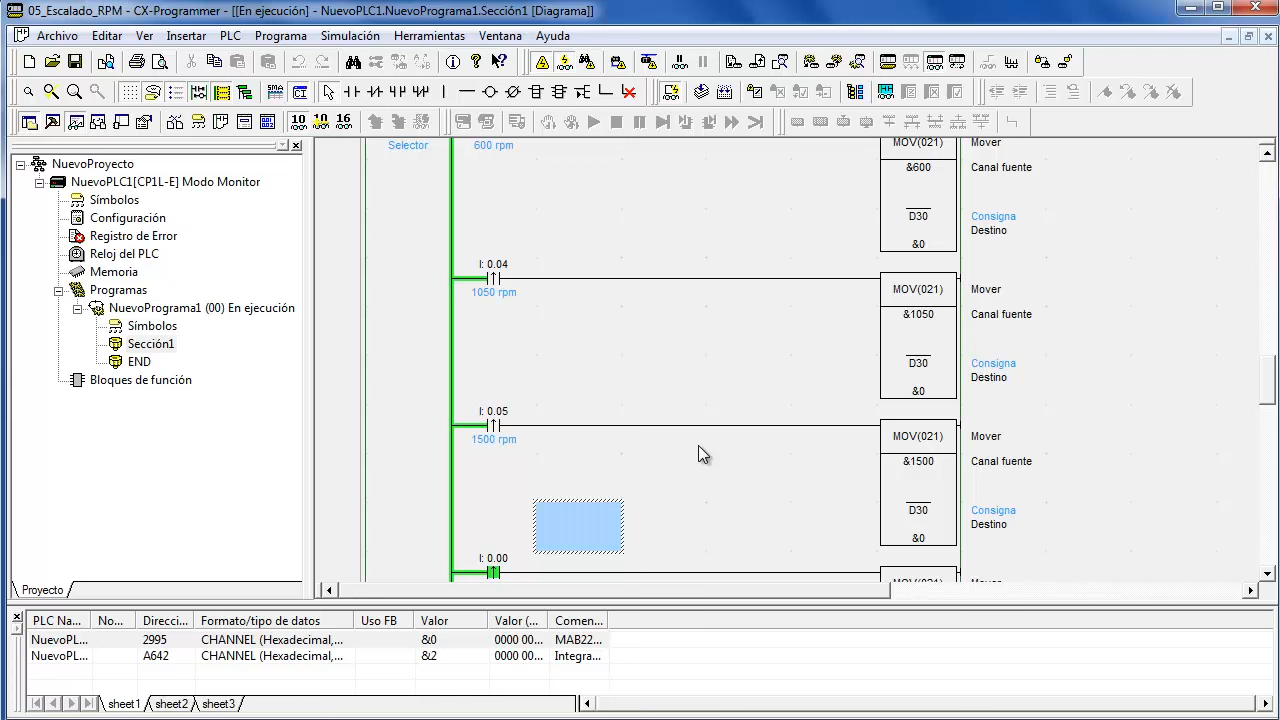 05_Escalado_RPM - CX-Programmer - [[En ejecución] - NuevoPLC1.NuevoPrograma1.Sección1 [Diagrama]]
Archivo Editar Ver Insertar PLC Programa Simulación Herramientas Ventana Ayuda
10 10 16
NuevoProyecto
NuevoPLC1[CP1L-E] Modo Monitor
Símbolos
Configuración
Registro de Error
Reloj del PLC
Memoria
Programas
NuevoPrograma1 (00) En ejecución
Símbolos
Sección1
END
Bloques de función
Proyecto
Selector 600 rpm MOV(021) Mover
&600 Canal fuente
D30 Consigna
Destino
&0
I: 0.04
1050 rpm MOV(021) Mover
&1050 Canal fuente
D30 Consigna
Destino
&0
I: 0.05
1500 rpm MOV(021) Mover
&1500 Canal fuente
D30 Consigna
Destino
&0
I: 0.00
MOV(021) Mover
PLC Na... No... Direcci... Formato/tipo de datos Uso FB Valor Valor (... Comen...
NuevoPL... 2995 CHANNEL (Hexadecimal,... &0 0000 00... MAB22...
NuevoPL... A642 CHANNEL (Hexadecimal,... &2 0000 00... Integra...
sheet1 sheet2 sheet3